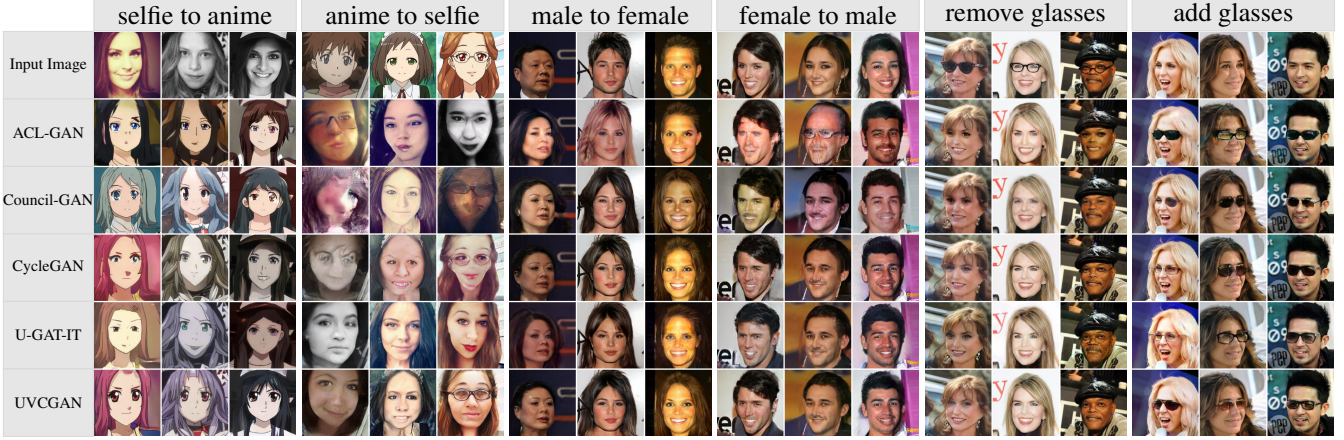 selfie to anime anime to selfie male to female female to male remove glasses add glasses
Input Image
y
ACL-GAN
y
Council-GAN
y
CycleGAN
y
U-GAT-IT
y
UVCGAN
y